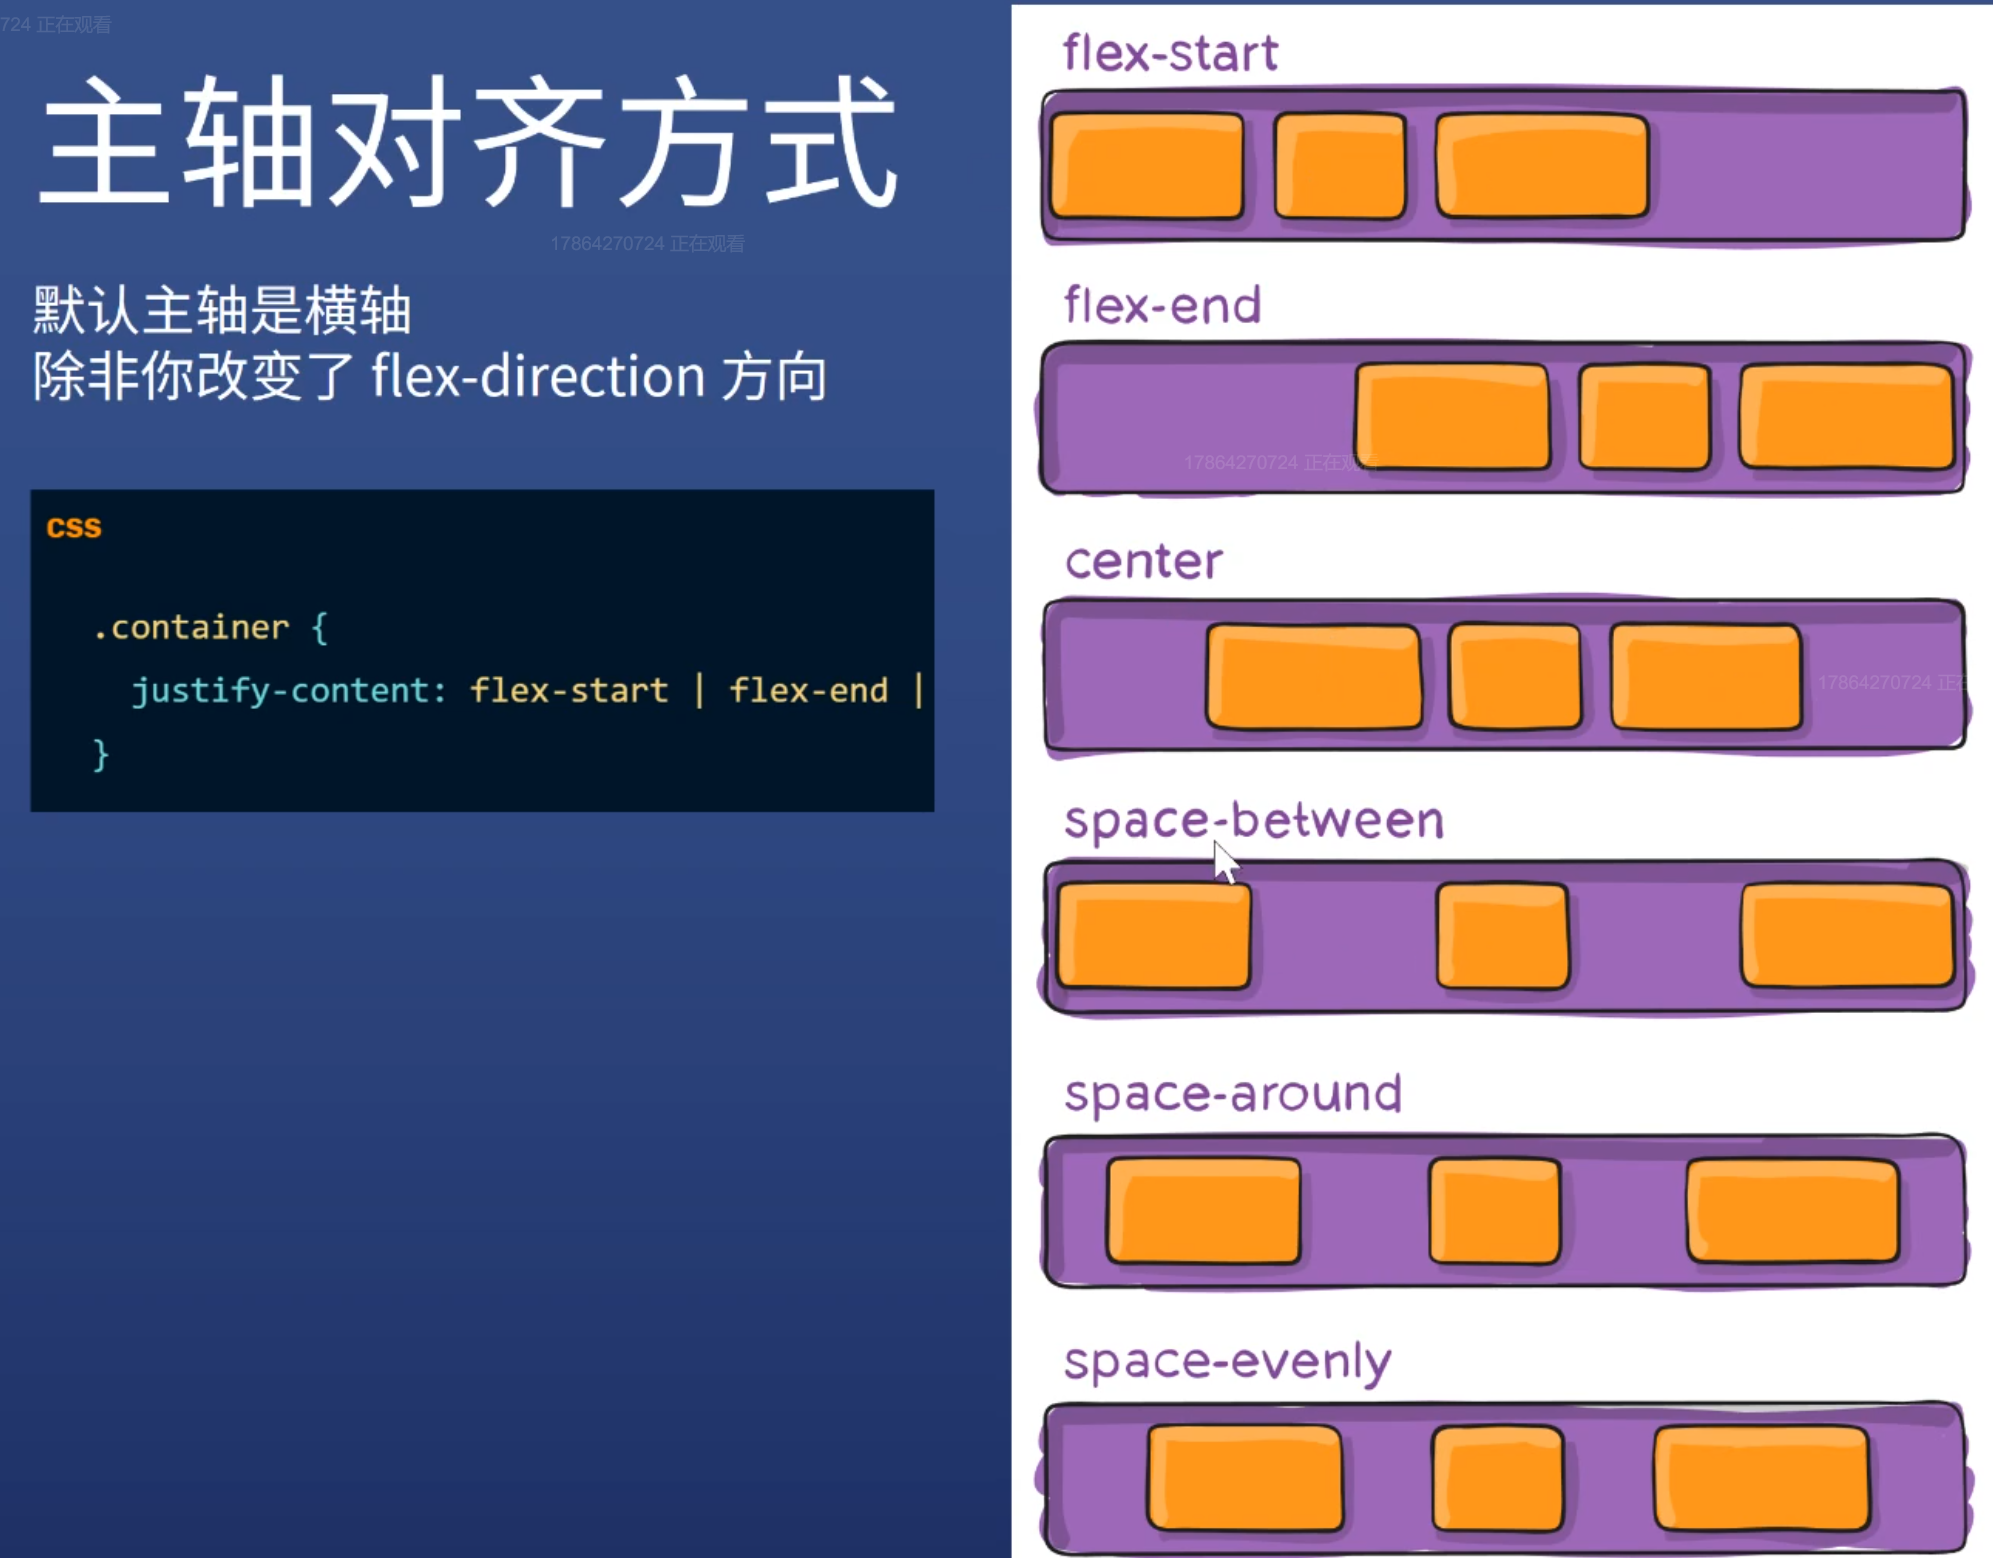 724 正在观看
主轴对齐方式
17864270724 正在观看
默认主轴是横轴
除非你改变了 flex-direction 方向
css
.container {
justify-content: flex-start | flex-end |
}
flex-start
flex-end
17864270724 正在观看
center
17864270724 正在
space-between
space-around
space-evenly